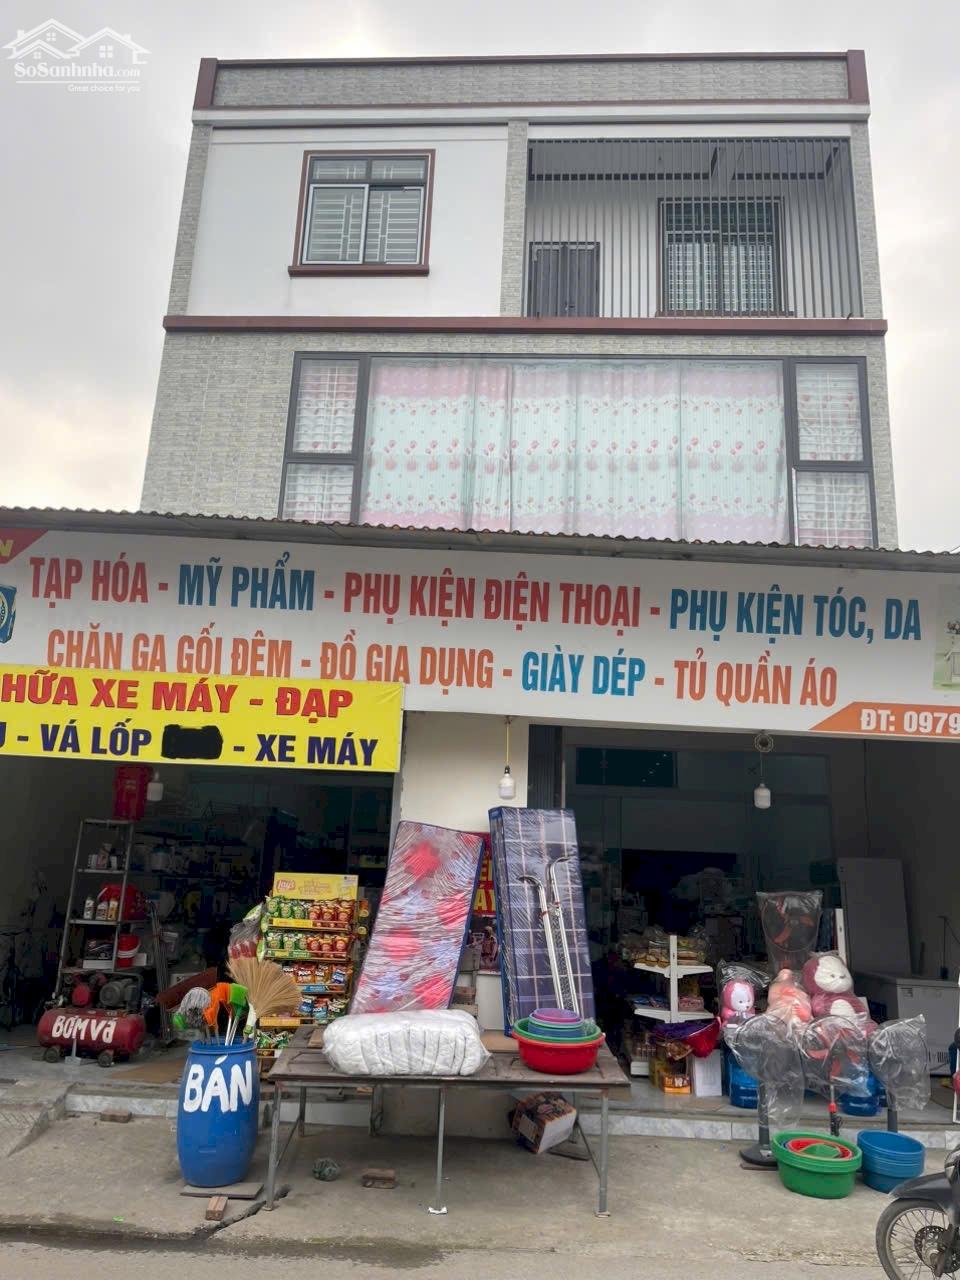 SoSanhnha.com
Great choice for you
TẠP HÓA - MỸ PHẨM - PHỤ KIỆN ĐIỆN THOẠI - PHỤ KIỆN TÓC, DA
CHĂN GA GỐI ĐÊM - ĐỒ GIA DỤNG - GIÀY DÉP - TỦ QUẦN ÁO
ĐT: 0979
HỮA XE MÁY - ĐẠP
- VÁ LỐP - XE MÁY
Lay's
BƠM VÁ
BÁN